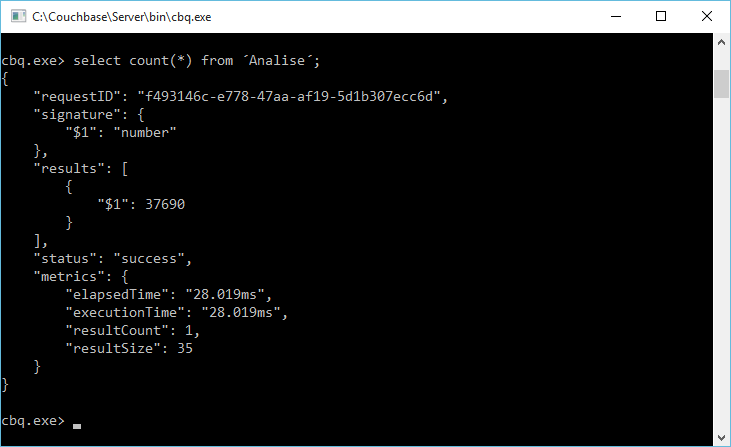 C:\Couchbase\Server\bin\cbq.exe
cbq.exe> select count(*) from ´Analise´;
{
    "requestID": "f493146c-e778-47aa-af19-5d1b307ecc6d",
    "signature": {
        "$1": "number"
    },
    "results": [
        {
            "$1": 37690
        }
    ],
    "status": "success",
    "metrics": {
        "elapsedTime": "28.019ms",
        "executionTime": "28.019ms",
        "resultCount": 1,
        "resultSize": 35
    }
}
cbq.exe>